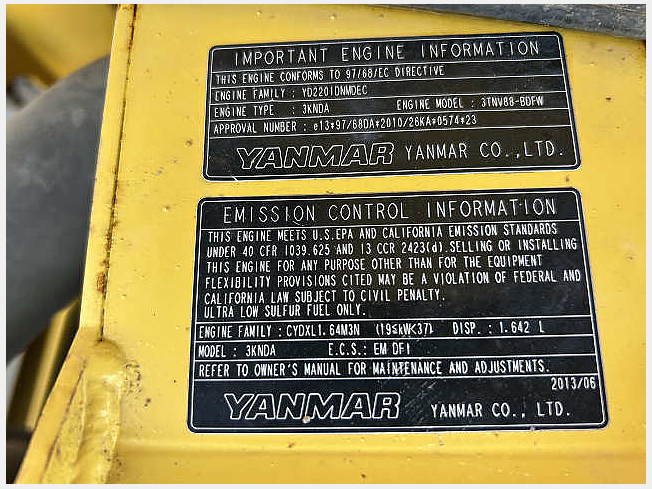 IMPORTANT ENGINE INFORMATION
THIS ENGINE CONFORMS TO 97/68/EC DIRECTIVE
ENGINE FAMILY : YD2201DNMDEC
ENGINE TYPE : 3KNDA ENGINE MODEL : 3TNV88-BDFW
APPROVAL NUMBER : e13*97/68DA*2010/26KA*0574*23
YANMAR YANMAR CO.,LTD.
EMISSION CONTROL INFORMATION
THIS ENGINE MEETS U.S.EPA AND CALIFORNIA EMISSION STANDARDS
UNDER 40 CFR 1039.625 AND 13 CCR 2423(d).SELLING OR INSTALLING
THIS ENGINE FOR ANY PURPOSE OTHER THAN FOR THE EQUIPMENT
FLEXIBILITY PROVISIONS CITED MAY BE A VIOLATION OF FEDERAL AND
CALIFORNIA LAW SUBJECT TO CIVIL PENALTY.
ULTRA LOW SULFUR FUEL ONLY.
ENGINE FAMILY : CYDXL1.64M3N (19≤kW<37) DISP. : 1.642 L
MODEL : 3KNDA E.C.S.: EM DFI
REFER TO OWNER'S MANUAL FOR MAINTENANCE AND ADJUSTMENTS.
2013/06
YANMAR YANMAR CO., LTD.